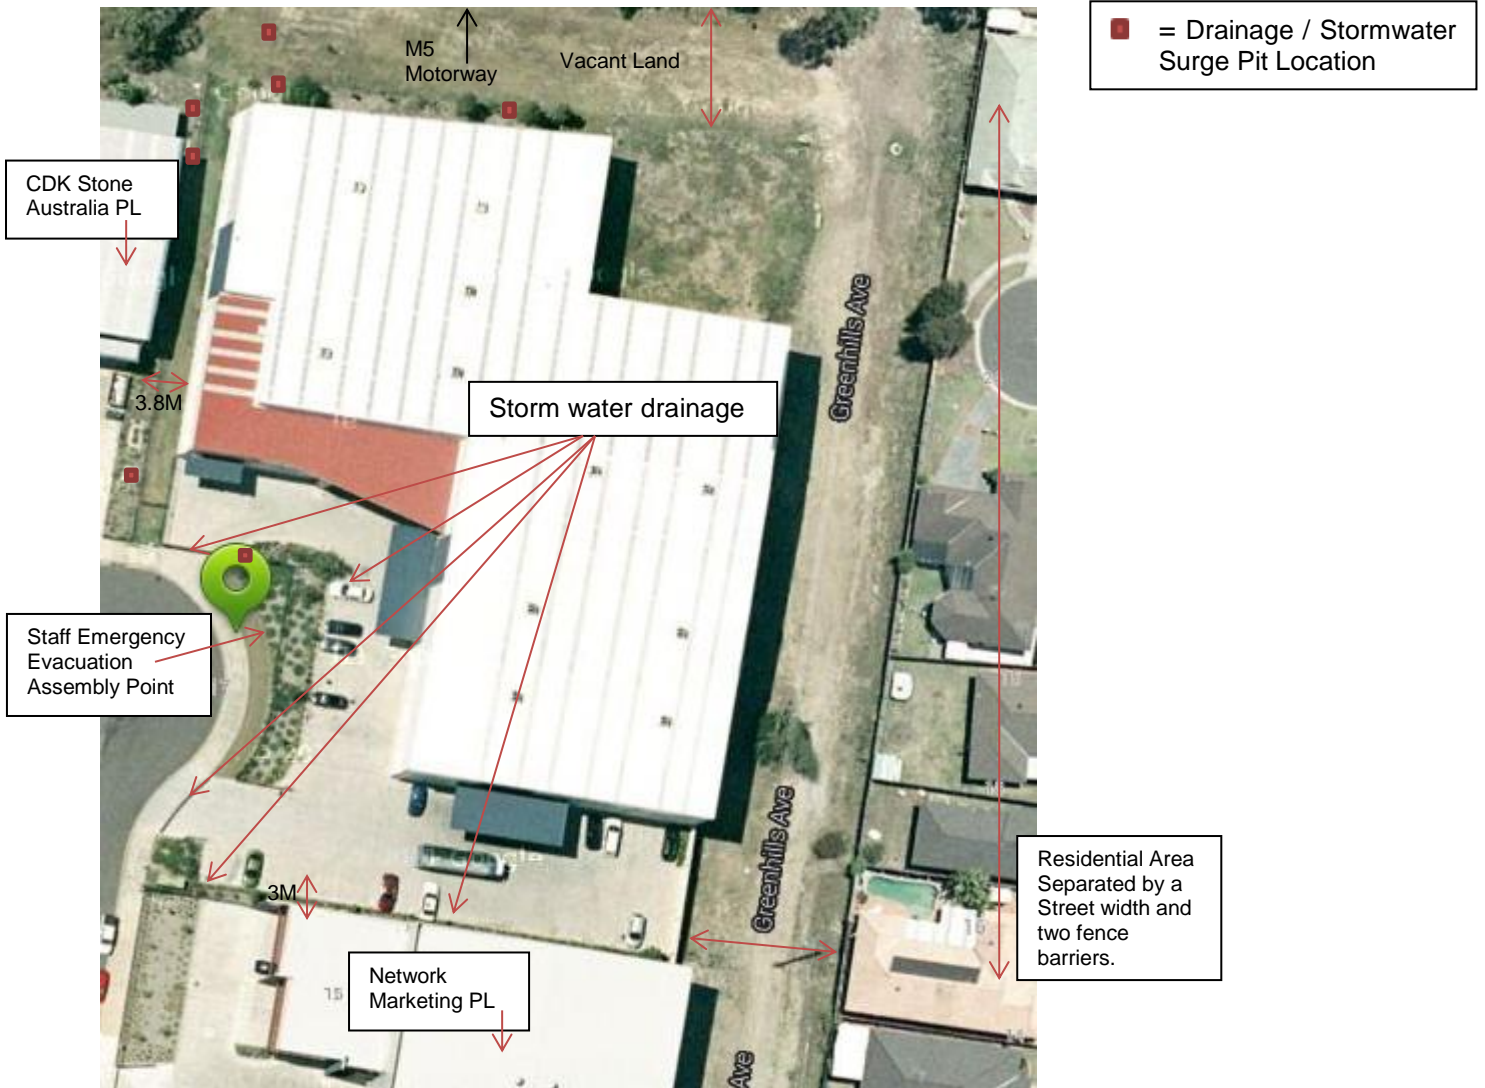 = Drainage / Stormwater
Surge Pit Location
M5
Motorway
Vacant Land
CDK Stone
Australia PL
Greenhills Ave
3.8M
Storm water drainage
Staff Emergency
Evacuation
Assembly Point
Greenhills Ave
3M
Residential Area
Separated by a
Street width and
two fence
barriers.
Network
Marketing PL
15
Ave